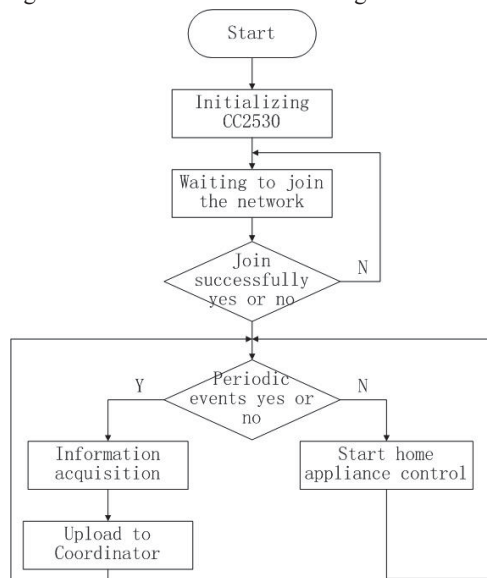 Start
Initializing
CC2530
Waiting to join
the network
Join
successfully
yes or no
N
Periodic
events yes or
no
Y
N
Information
acquisition
Start home
appliance control
Upload to
Coordinator